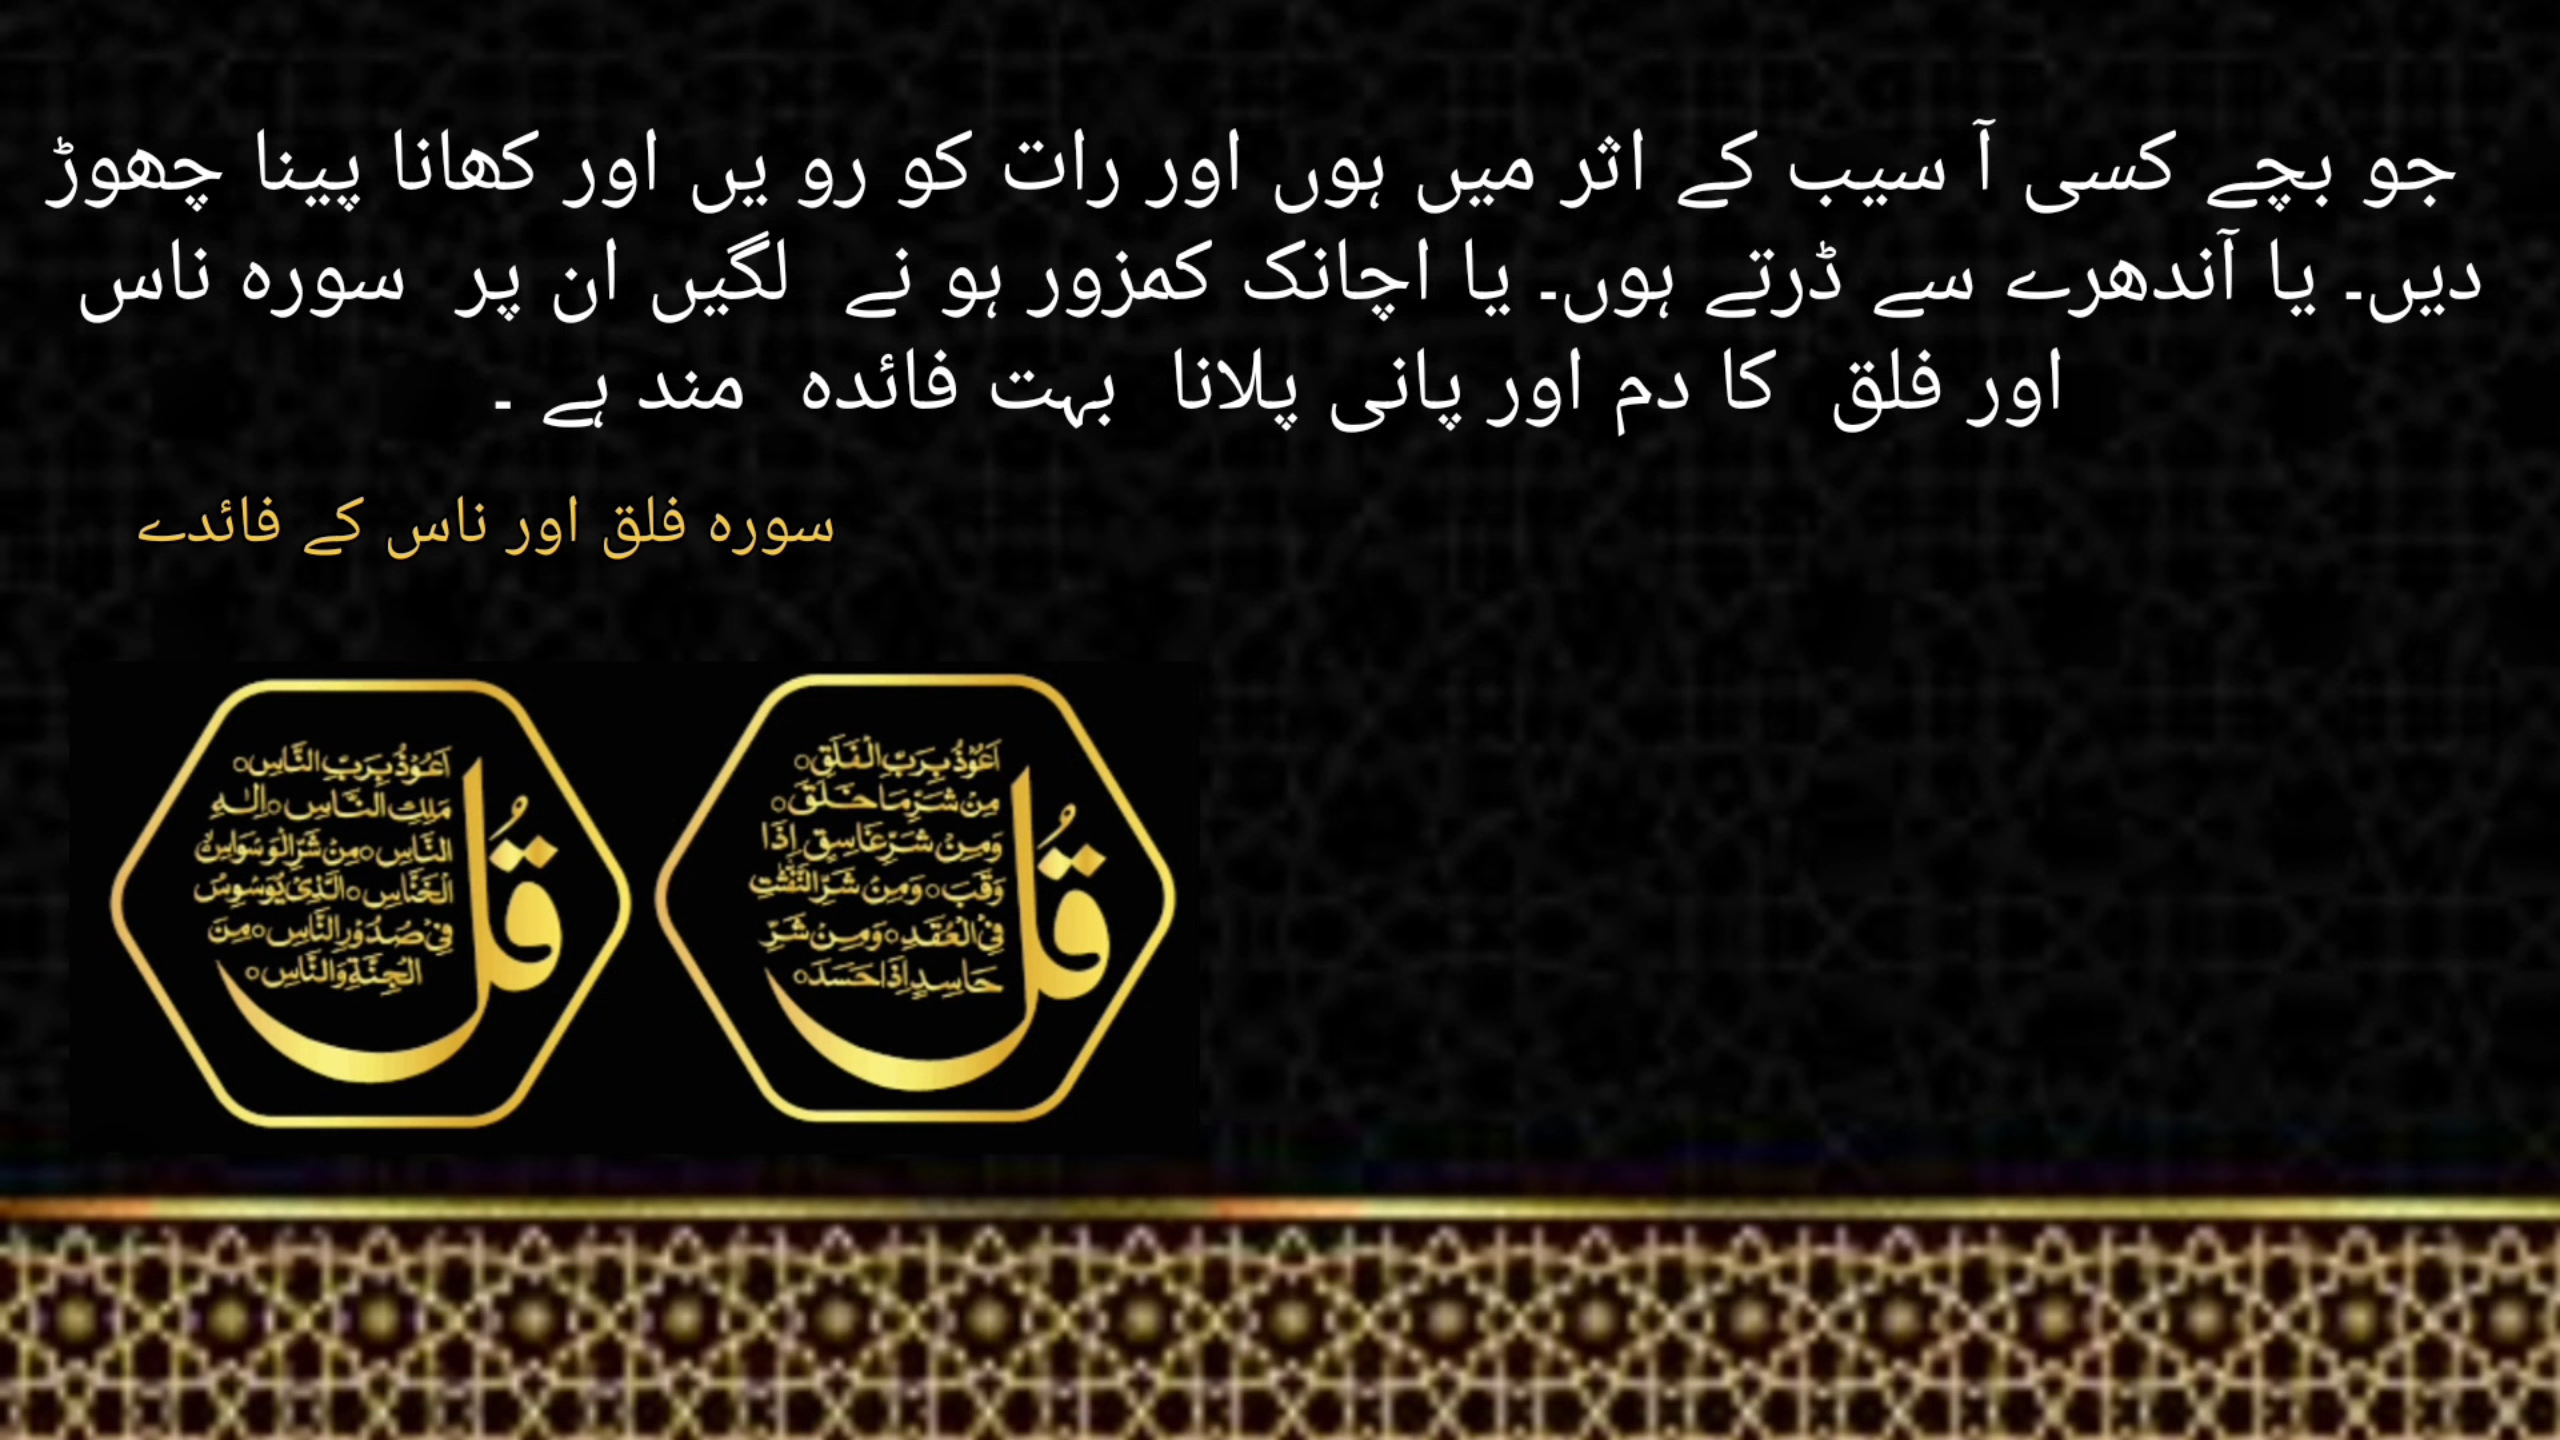 جو بچے کسی آ سیب کے اثر میں ہوں اور رات کو رو یں اور کھانا پینا چھوڑ
دیں۔ یا آندھرے سے ڈرتے ہوں۔ یا اچانک کمزور ہو نے لگیں ان پر سورہ ناس
اور فلق کا دم اور پانی پلانا بہت فائدہ مند ہے ۔
سورہ فلق اور ناس کے فائدے
قُل
اَعُوْذُ بِرَبِّ الْفَلَقِ○
مِنْ شَرِّ مَا خَلَقَ○
وَمِنْ شَرِّ غَاسِقٍ اِذَا
وَقَبَ○ وَمِنْ شَرِّ النَّفّٰثٰتِ
فِی الْعُقَدِ○ وَمِنْ شَرِّ
حَاسِدٍ اِذَا حَسَدَ○
قُل
اَعُوْذُ بِرَبِّ النَّاسِ○
مَلِكِ النَّاسِ○ اِلٰهِ
النَّاسِ○ مِنْ شَرِّ الْوَسْوَاسِ
الْخَنَّاسِ○ الَّذِیْ یُوَسْوِسُ
فِیْ صُدُوْرِ النَّاسِ○ مِنَ
الْجِنَّةِ وَالنَّاسِ○